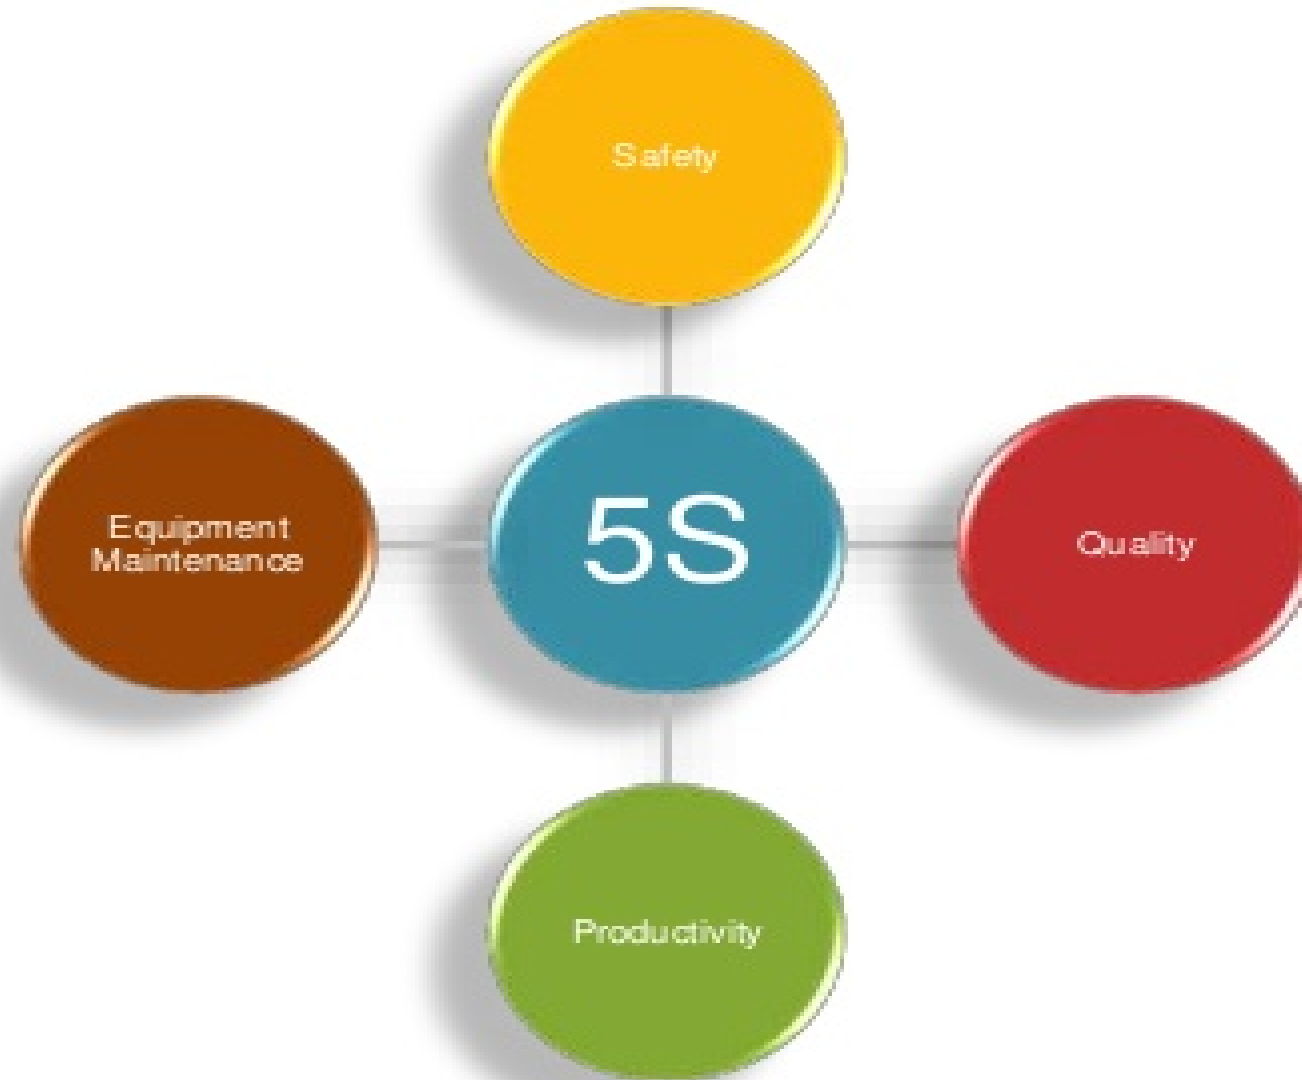 Safety
Equipment
Maintenance
5S
Quality
Productivity